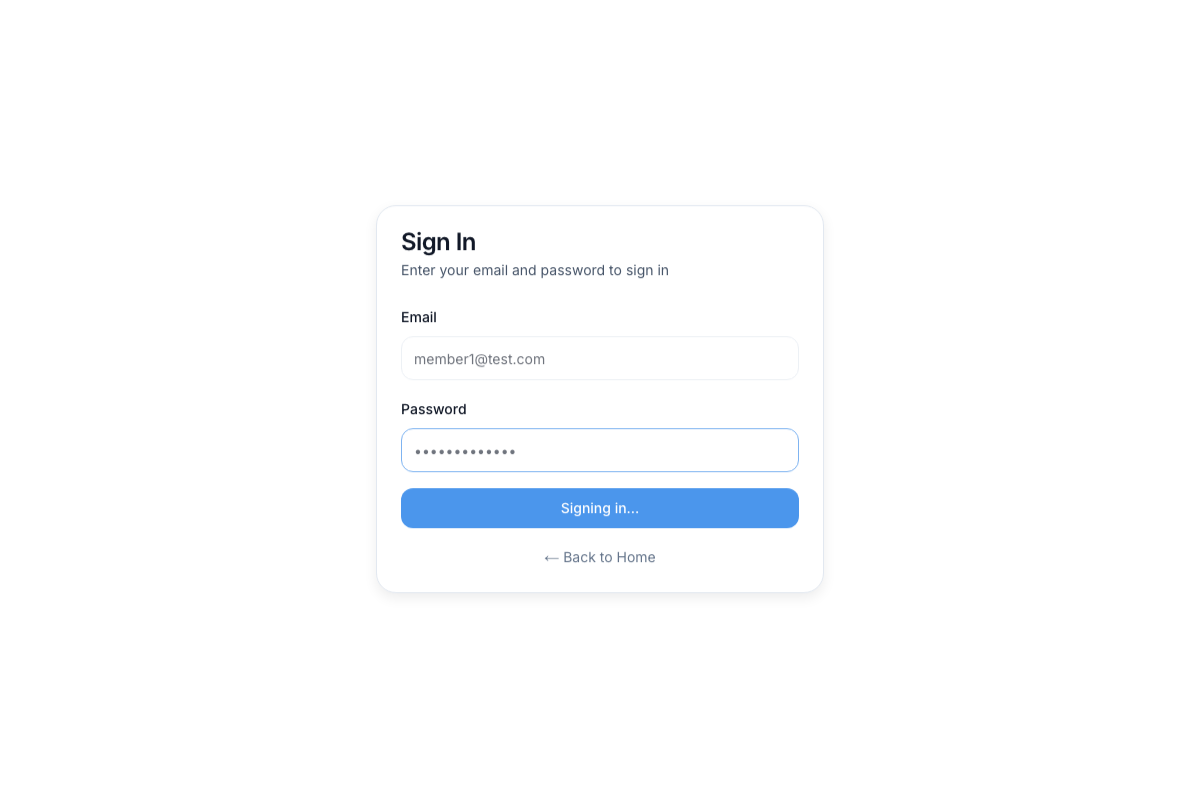 Sign In
Enter your email and password to sign in
Email
member1@test.com
Password
•••••••••••••
Signing in...
← Back to Home